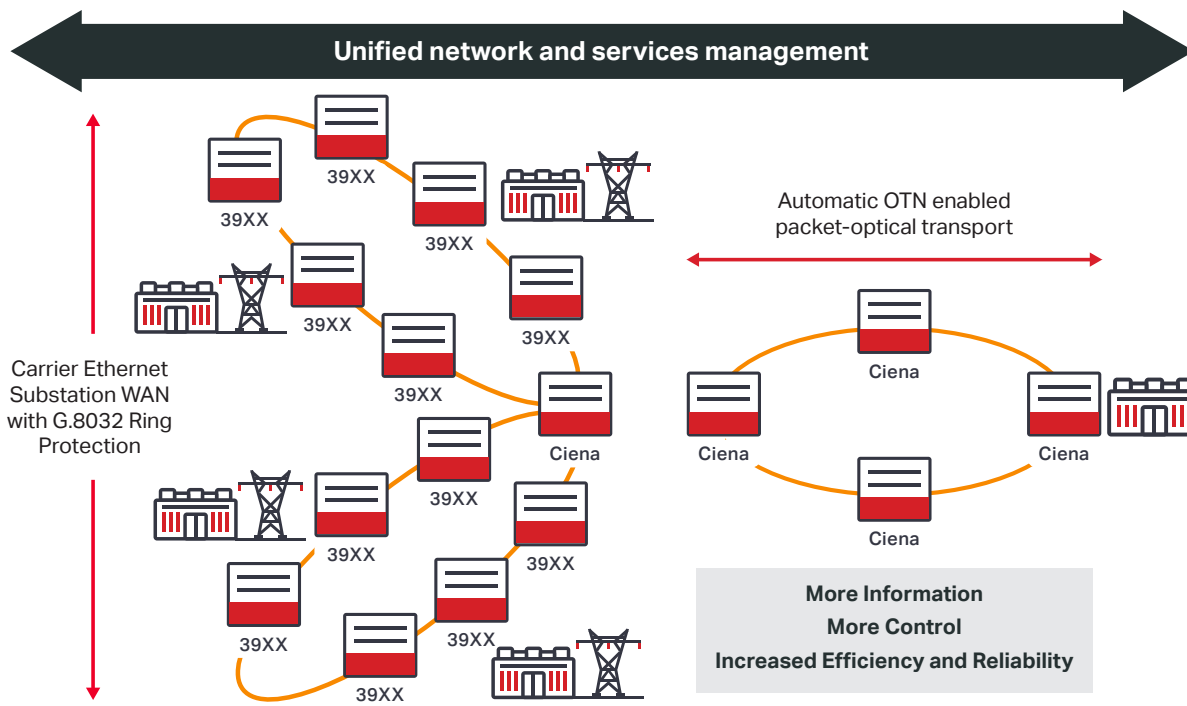 Unified network and services management
39XX
39XX
39XX
39XX
39XX
39XX
Carrier Ethernet
Substation WAN
with G.8032 Ring
Protection
Ciena
39XX
39XX
39XX
39XX
39XX
39XX
Automatic OTN enabled
packet-optical transport
Ciena
Ciena
Ciena
Ciena
More Information
More Control
Increased Efficiency and Reliability